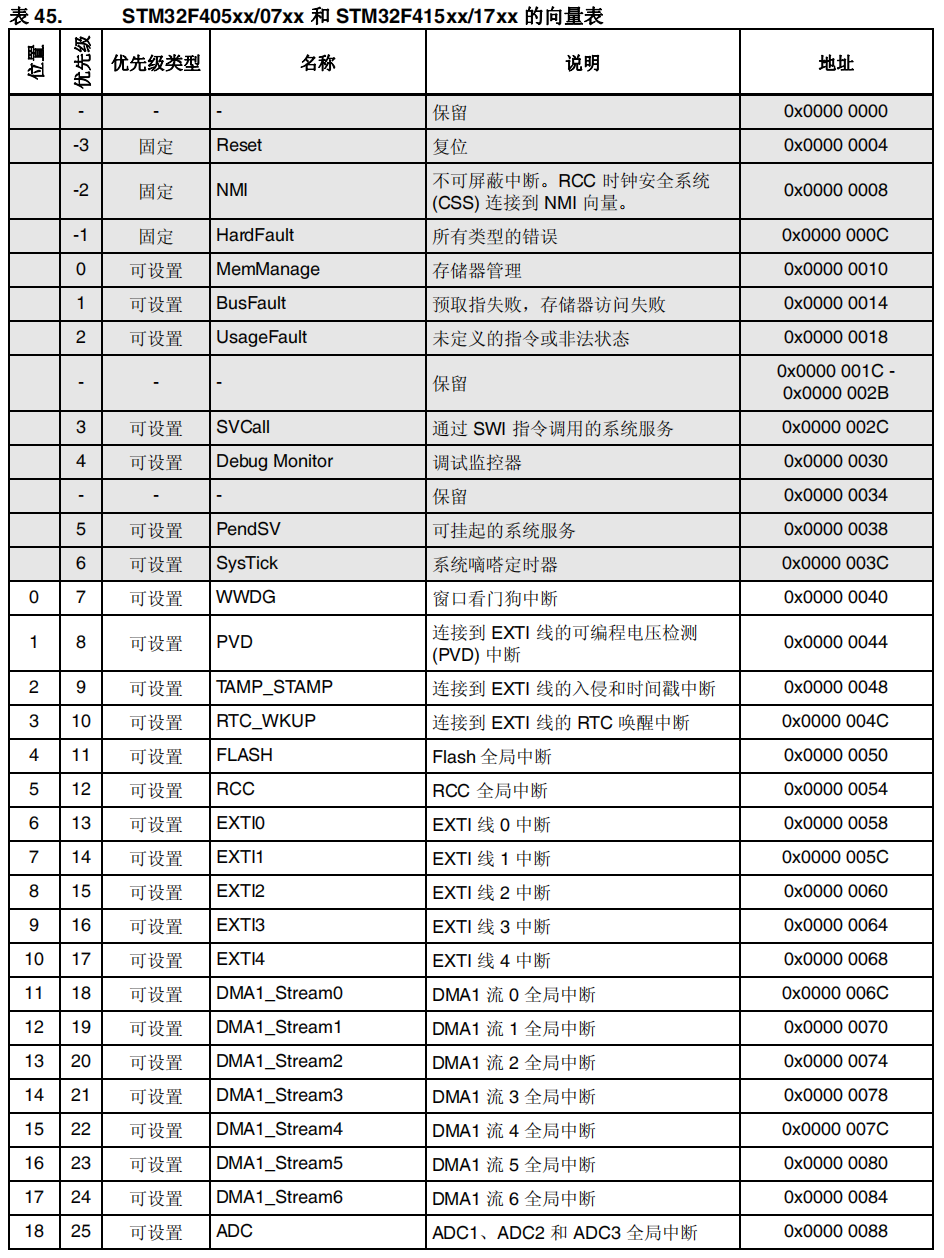 表 45. STM32F405xx/07xx 和 STM32F415xx/17xx 的向量表
位置 优先级 优先级类型 名称 说明 地址
- - - 保留 0x0000 0000
-3 固定 Reset 复位 0x0000 0004
-2 固定 NMI 不可屏蔽中断。RCC 时钟安全系统 0x0000 0008
(CSS) 连接到 NMI 向量。
-1 固定 HardFault 所有类型的错误 0x0000 000C
0 可设置 MemManage 存储器管理 0x0000 0010
1 可设置 BusFault 预取指失败，存储器访问失败 0x0000 0014
2 可设置 UsageFault 未定义的指令或非法状态 0x0000 0018
- - - 保留 0x0000 001C -
0x0000 002B
3 可设置 SVCall 通过 SWI 指令调用的系统服务 0x0000 002C
4 可设置 Debug Monitor 调试监控器 0x0000 0030
- - - 保留 0x0000 0034
5 可设置 PendSV 可挂起的系统服务 0x0000 0038
6 可设置 SysTick 系统嘀嗒定时器 0x0000 003C
0 7 可设置 WWDG 窗口看门狗中断 0x0000 0040
1 8 可设置 PVD 连接到 EXTI 线的可编程电压检测 0x0000 0044
(PVD) 中断
2 9 可设置 TAMP_STAMP 连接到 EXTI 线的入侵和时间戳中断 0x0000 0048
3 10 可设置 RTC_WKUP 连接到 EXTI 线的 RTC 唤醒中断 0x0000 004C
4 11 可设置 FLASH Flash 全局中断 0x0000 0050
5 12 可设置 RCC RCC 全局中断 0x0000 0054
6 13 可设置 EXTI0 EXTI 线 0 中断 0x0000 0058
7 14 可设置 EXTI1 EXTI 线 1 中断 0x0000 005C
8 15 可设置 EXTI2 EXTI 线 2 中断 0x0000 0060
9 16 可设置 EXTI3 EXTI 线 3 中断 0x0000 0064
10 17 可设置 EXTI4 EXTI 线 4 中断 0x0000 0068
11 18 可设置 DMA1_Stream0 DMA1 流 0 全局中断 0x0000 006C
12 19 可设置 DMA1_Stream1 DMA1 流 1 全局中断 0x0000 0070
13 20 可设置 DMA1_Stream2 DMA1 流 2 全局中断 0x0000 0074
14 21 可设置 DMA1_Stream3 DMA1 流 3 全局中断 0x0000 0078
15 22 可设置 DMA1_Stream4 DMA1 流 4 全局中断 0x0000 007C
16 23 可设置 DMA1_Stream5 DMA1 流 5 全局中断 0x0000 0080
17 24 可设置 DMA1_Stream6 DMA1 流 6 全局中断 0x0000 0084
18 25 可设置 ADC ADC1、ADC2 和 ADC3 全局中断 0x0000 0088